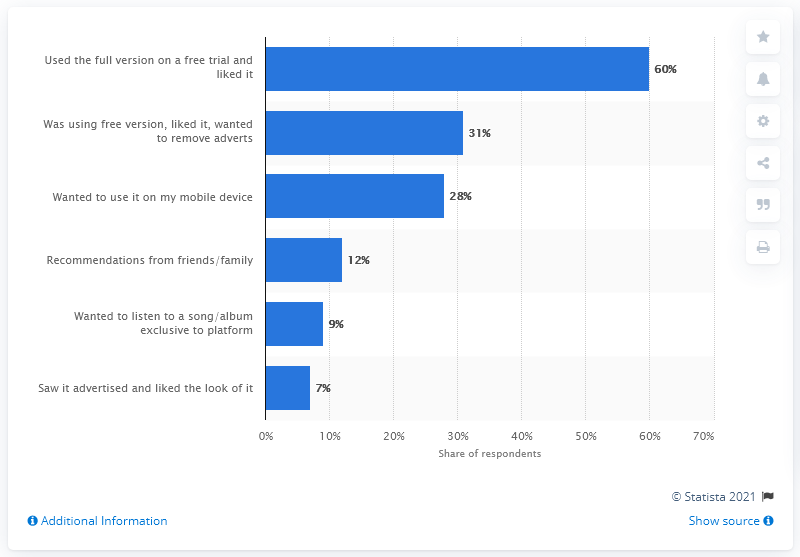 Used the full version on a free trial and
liked it
60%
Was using free version, liked it, wanted
to remove adverts
31%
Wanted to use it on my mobile device
28%
Recommendations from friends/family
12%
Wanted to listen to a song/album
exclusive to platform
9%
Saw it advertised and liked the look of it
7%
0% 10% 20% 30% 40% 50% 60% 70%
Share of respondents
© Statista 2021
Additional Information
Show source